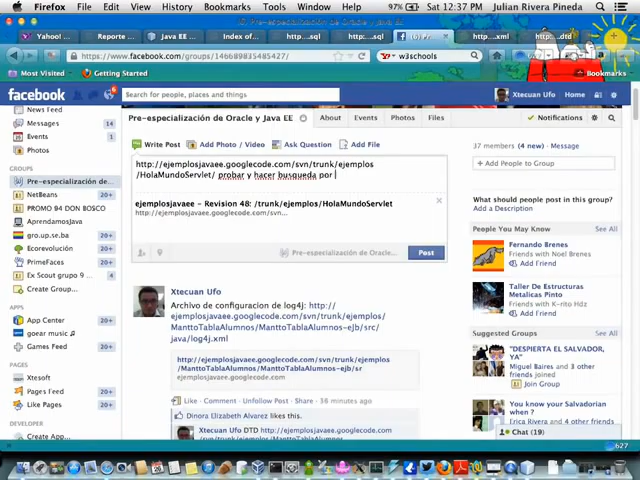 Firefox File Edit View History Bookmarks Tools Window Help 97% Sat 12:37 PM Julian Rivera Pineda
Pre-especialización de Oracle y Java EE
Yahoo ... Reporte ... Java EE ... Index of... http:...sql http:...sql (6) Pr... http:...xml http:...dtd
https://www.facebook.com/groups/146689035485427/ w3schools
Most Visited Getting Started Bookmarks
facebook Search for people, places and things Xtecuan Ufo Home
News Feed
Messages 14
Events 1
Photos
GROUPS
Pre-especialización de...
NetBeans 20+
PROMO 94 DON BOSCO
AprendamosJava 20+
gro.up.se.ba
Ecorevolución 20+
PrimeFaces 20+
Ex Scout grupo 9 ... 4
Create Group...
APPS
App Center 20+
goear music
Games Feed 20+
PAGES
Xtesoft
Pages Feed 20+
Like Pages 20+
DEVELOPER
Create App...
Pre-especialización de Oracle y Java EE About Events Photos Files Notifications
Write Post Add Photo / Video Ask Question Add File
http://ejemplosjavaee.googlecode.com/svn/trunk/ejemplos
/HolaMundoServlet/ probar y hacer busqueda por
ejemplosjavaee - Revision 48: /trunk/ejemplos/HolaMundoServlet
http://ejemplosjavaee.googlecode.com/svn...
Pre-especialización de Oracle... Post
Xtecuan Ufo
Archivo de configuracion de log4j: http://
ejemplosjavaee.googlecode.com/svn/trunk/ejemplos/
ManttoTablaAlumnos/ManttoTablaAlumnos-ejb/src/
java/log4j.xml
http://ejemplosjavaee.googlecode.com/svn/trunk/ejemplos
/ManttoTablaAlumnos/ManttoTablaAlumnos-ejb/sr
ejemplosjavaee.googlecode.com
Like · Comment · Unfollow Post · Share · 36 minutes ago
Dinora Elizabeth Alvarez likes this.
Xtecuan Ufo DTD http://ejemplosjavaee.googlecode.com/
svn/trunk/ejemplos/ManttoTablaAlumnos
37 members (4 new) · Message
+ Add People to Group
What should people post in this group?
Add a Description
People You May Know See All
Fernando Brenes
Friends with Noel Brenes
Add Friend
Taller De Estructuras
Metalicas Pinto
Friends with K-rito Hdz
Add Friend
Suggested Groups See All
"DESPIERTA EL SALVADOR,
YA"
Miguel Baires and 3 other
friends joined
Join Group
You know your Salvadorian
when ?
Erica Rivera and 4 other friends
Chat (19)